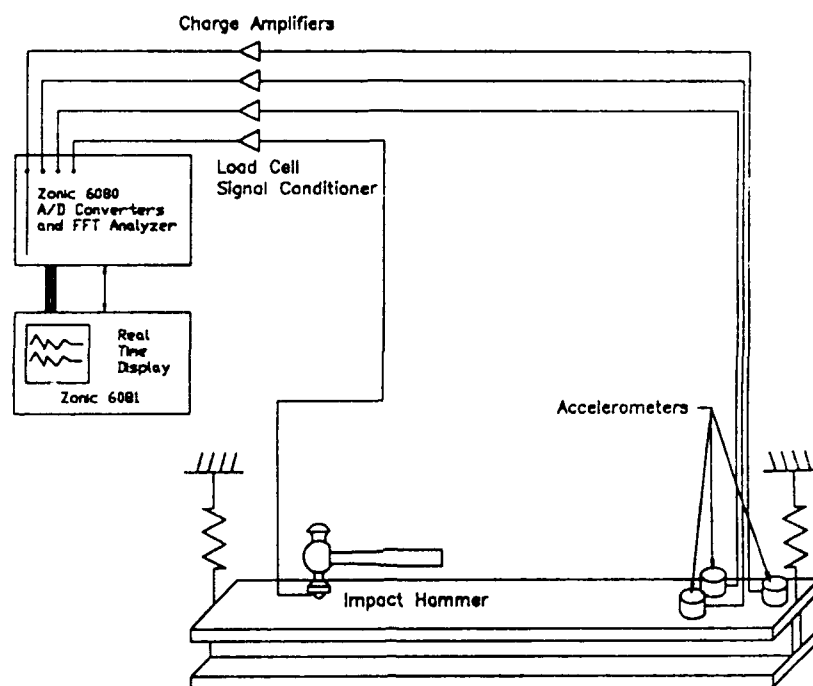 Charge Amplifiers
Load Cell
Signal Conditioner
Zonic 6080
A/D Converters
and FFT Analyzer
Real
Time
Display
Zonic 6081
Accelerometers
Impact Hammer